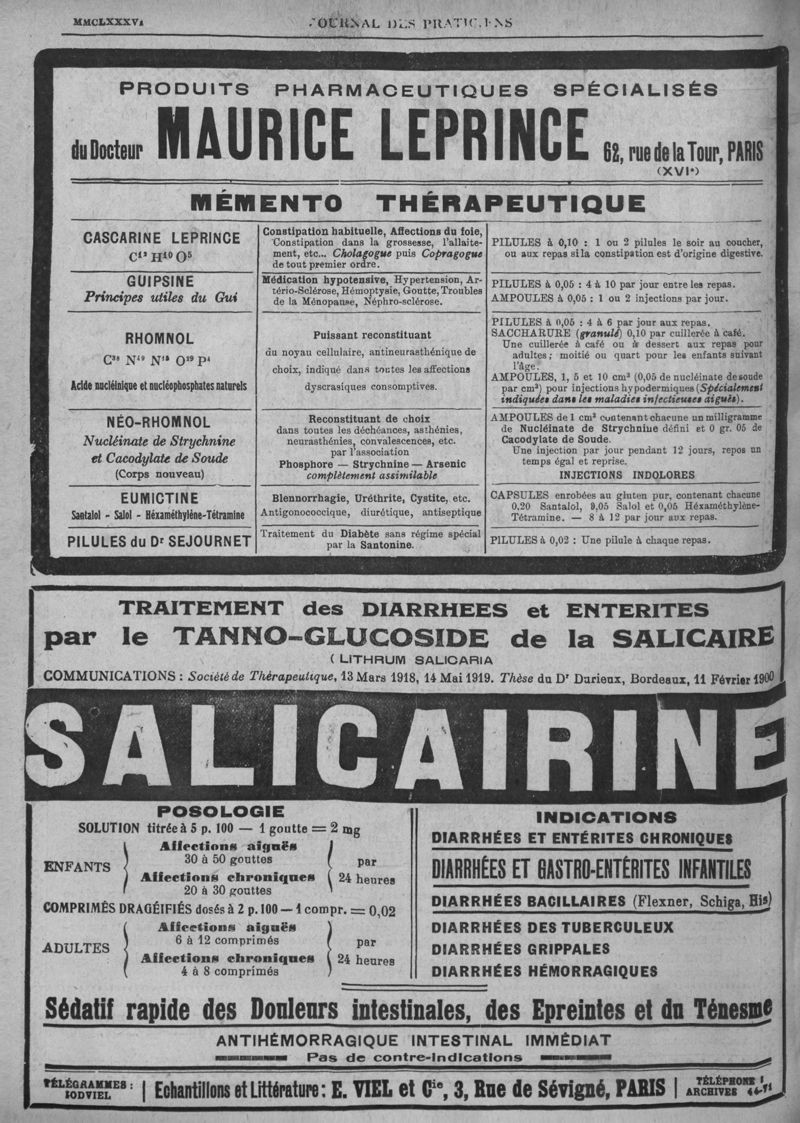 MMCLXXXVI
JOURNAL DES PRATICIENS
PRODUITS PHARMACEUTIQUES SPÉCIALISÉS
du Docteur MAURICE LEPRINCE 62, rue de la Tour, PARIS
(XVIe)
MÉMENTO THÉRAPEUTIQUE
CASCARINE LEPRINCE
C¹² H¹⁰ O⁵
Constipation habituelle, Affections du foie,
Constipation dans la grossesse, l'allaite-
ment, etc... Cholagogue puis Copragogue
de tout premier ordre.
PILULES à 0,10 : 1 ou 2 pilules le soir au coucher,
ou aux repas si la constipation est d'origine digestive.
GUIPSINE
Principes utiles du Gui
Médication hypotensive, Hypertension, Ar-
tério-Sclérose, Hémoptysie, Goutte, Troubles
de la Ménopause, Néphro-sclérose.
PILULES à 0,05 : 4 à 10 par jour entre les repas.
AMPOULES à 0,05 : 1 ou 2 injections par jour.
RHOMNOL
Acide nucléinique et nucléophosphates naturels
Puissant reconstituant
du noyau cellulaire, antineurasthénique de
choix, indiqué dans toutes les affections
dyscrasiques consomptives.
PILULES à 0,05 : 4 à 6 par jour aux repas.
SACCHARURE (granulé) 0,10 par cuillerée à café.
Une cuillerée à café ou à dessert aux repas pour
adultes; moitié ou quart pour les enfants suivant
l'âge.
AMPOULES, 1, 5 et 10 cm³ (0,05 de nucléinate de soude
par cm³) pour injections hypodermiques (Spécialement
indiquées dans les maladies infectieuses aiguës).
NÉO-RHOMNOL
Nucléinate de Strychnine
et Cacodylate de Soude
(Corps nouveau)
Reconstituant de choix
dans toutes les déchéances, asthénies,
neurasthénies, convalescences, etc.
par l'association
Phosphore — Strychnine — Arsenic
complètement assimilable
AMPOULES de 1 cm³ contenant chacune un milligramme
de Nucléinate de Strychnine défini et 0 gr. 05 de
Cacodylate de Soude.
Une injection par jour pendant 12 jours, repos un
temps égal et reprise.
INJECTIONS INDOLORES
EUMICTINE
Santalol - Salol - Héxaméthylène-Tétramine
Blennorrhagie, Uréthrite, Cystite, etc.
Antigonococcique, diurétique, antiseptique
CAPSULES enrobées au gluten pur, contenant chacune
0,20 Santalol, 9,05 Salol et 0,05 Héxaméthylène-
Tétramine. — 8 à 12 par jour aux repas.
PILULES du Dr SEJOURNET
Traitement du Diabète sans régime spécial
par la Santonine.
PILULES à 0,02 : Une pilule à chaque repas.
TRAITEMENT des DIARRHEES et ENTERITES
par le TANNO-GLUCOSIDE de la SALICAIRE
(LITHRUM SALICARIA
COMMUNICATIONS : Société de Thérapeutique, 13 Mars 1918, 14 Mai 1919. Thèse du Dr Durieux, Bordeaux, 11 Février 1900
SALICAIRINE
POSOLOGIE
SOLUTION titrée à 5 p. 100 — 1 goutte = 2 mg
ENFANTS
Affections aiguës
30 à 50 gouttes
Affections chroniques
20 à 30 gouttes
par
24 heures
COMPRIMÉS DRAGÉIFIÉS dosés à 2 p. 100 — 1 compr. = 0,02
ADULTES
Affections aiguës
6 à 12 comprimés
Affections chroniques
4 à 8 comprimés
par
24 heures
INDICATIONS
DIARRHÉES ET ENTÉRITES CHRONIQUES
DIARRHÉES ET GASTRO-ENTÉRITES INFANTILES
DIARRHÉES BACILLAIRES (Flexner, Schiga, His)
DIARRHÉES DES TUBERCULEUX
DIARRHÉES GRIPPALES
DIARRHÉES HÉMORRAGIQUES
Sédatif rapide des Douleurs intestinales, des Epreintes et du Ténesme
ANTIHÉMORRAGIQUE INTESTINAL IMMÉDIAT
Pas de contre-indications
TÉLÉGRAMMES :
IODVIEL
Echantillons et Littérature : E. VIEL et Cie, 3, Rue de Sévigné, PARIS
TÉLÉPHONE :
ARCHIVES